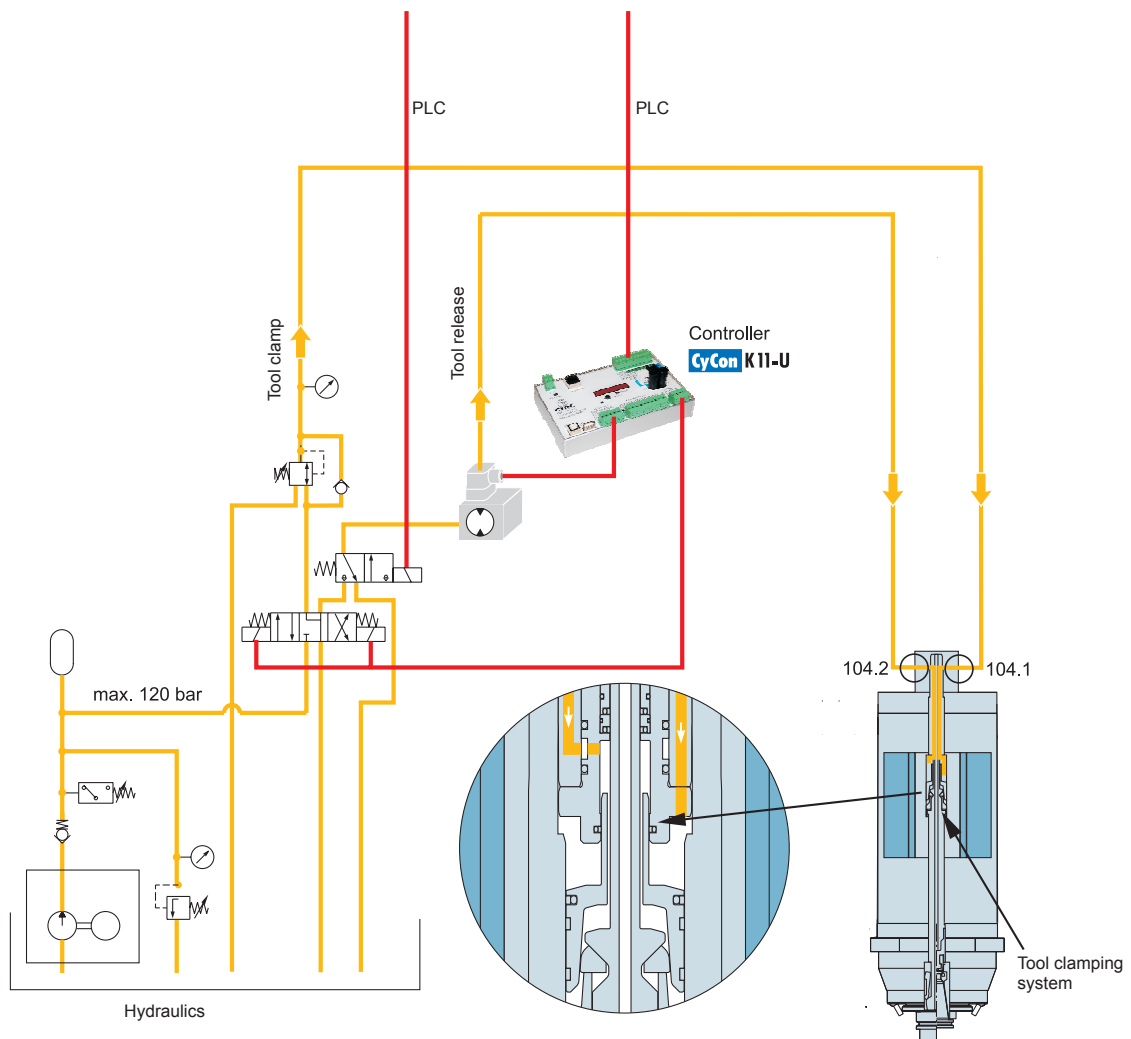 PLC
PLC
Tool clamp
Tool release
Controller
CyCon K11-U
104.2
104.1
max. 120 bar
Tool clamping
system
Hydraulics